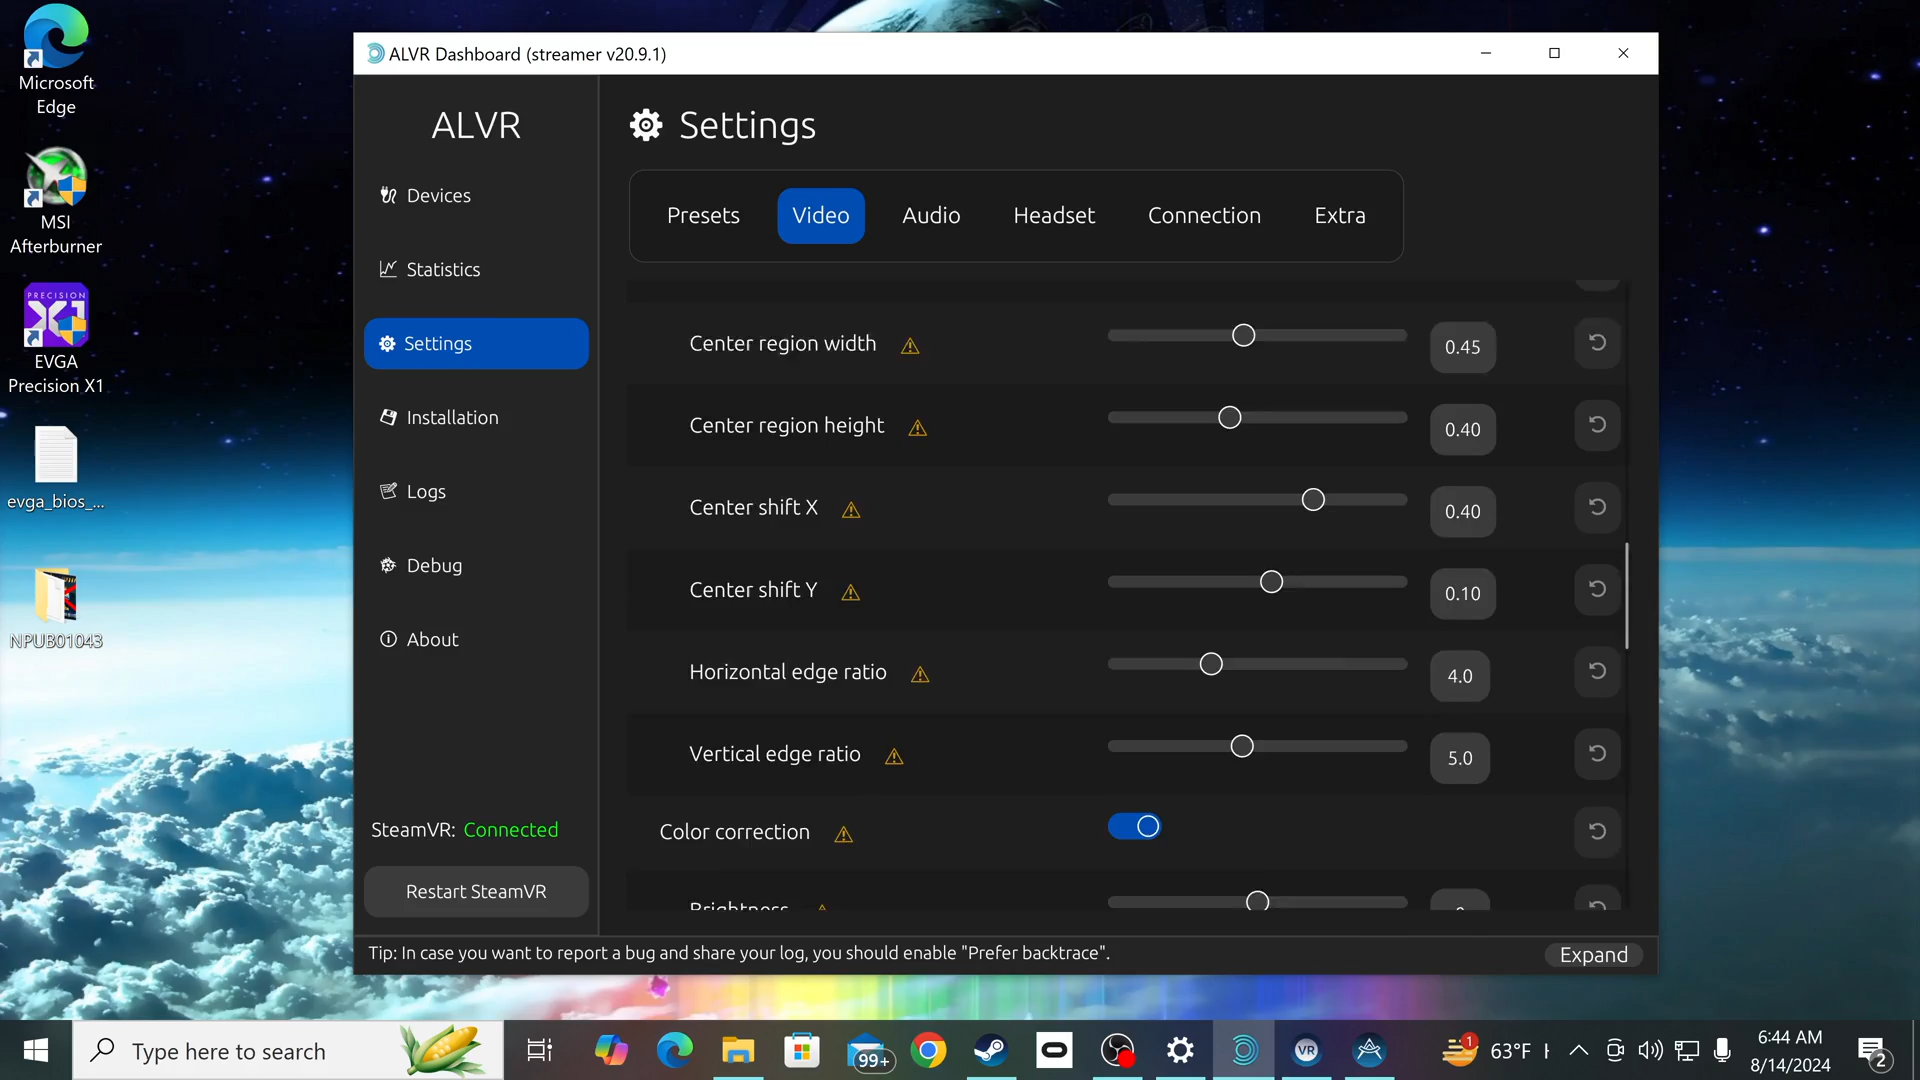 Microsoft
Edge
MSI
Afterburner
PRECISION
X1
EVGA
Precision X1
evga_bios_...
NPUB01043
ALVR Dashboard (streamer v20.9.1)
ALVR
Devices
Statistics
Settings
Installation
Logs
Debug
About
SteamVR: Connected
Restart SteamVR
Settings
Presets Video Audio Headset Connection Extra
Center region width 0.45
Center region height 0.40
Center shift X 0.40
Center shift Y 0.10
Horizontal edge ratio 4.0
Vertical edge ratio 5.0
Color correction
Brightness
Tip: In case you want to report a bug and share your log, you should enable "Prefer backtrace".
Expand
Type here to search
99+
VR
1
63°F
6:44 AM
8/14/2024
2